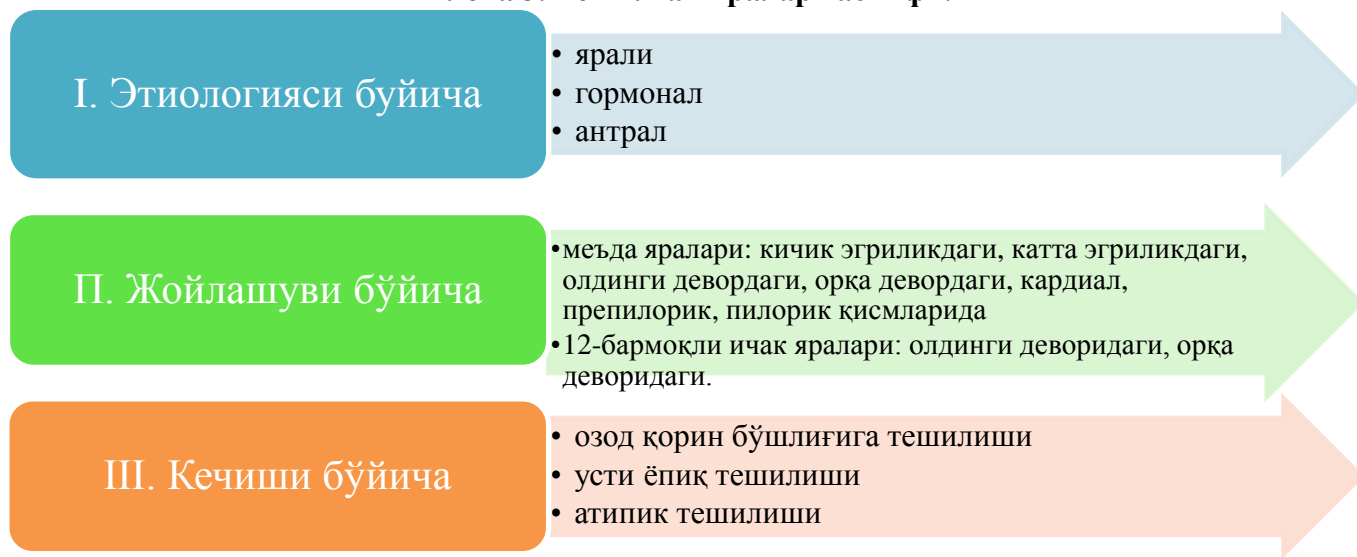 I. Этиологияси буйича
• ярали
• гормонал
• антрал
П. Жойлашуви бўйича
•меъда яралари: кичик эгриликдаги, катта эгриликдаги,
олдинги девордаги, орқа девордаги, кардиал,
препилорик, пилорик қисмларида
•12-бармоқли ичак яралари: олдинги деворидаги, орқа
деворидаги.
III. Кечиши бўйича
• озод қорин бўшлиғига тешилиши
• усти ёпиқ тешилиши
• атипик тешилиши